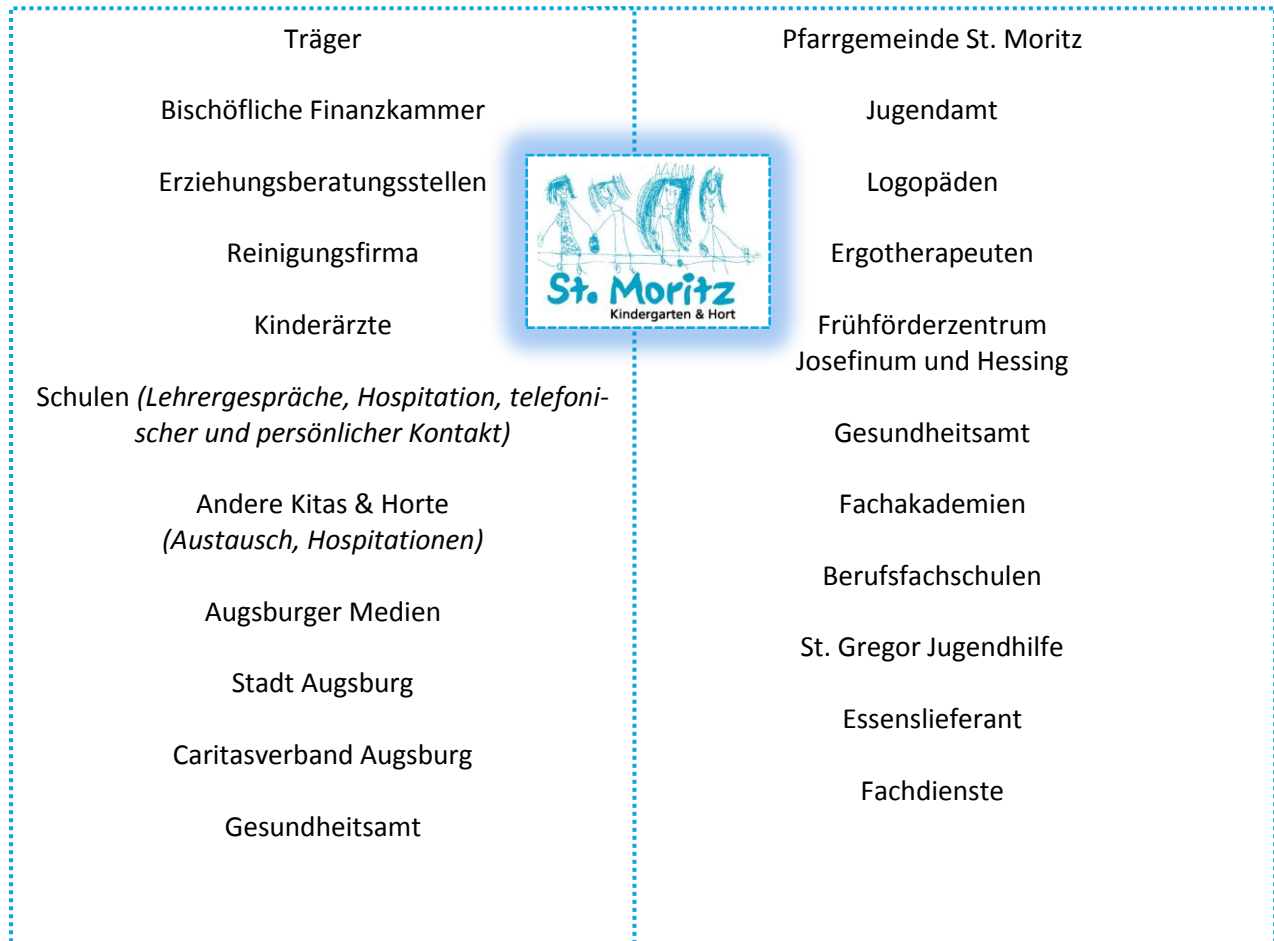 Träger
Bischöfliche Finanzkammer
Erziehungsberatungsstellen
Reinigungsfirma
Kinderärzte
Schulen (Lehrergespräche, Hospitation, telefoni-
scher und persönlicher Kontakt)
Andere Kitas & Horte
(Austausch, Hospitationen)
Augsburger Medien
Stadt Augsburg
Caritasverband Augsburg
Gesundheitsamt
St. Moritz
Kindergarten & Hort
Pfarrgemeinde St. Moritz
Jugendamt
Logopäden
Ergotherapeuten
Frühförderzentrum
Josefinum und Hessing
Gesundheitsamt
Fachakademien
Berufsfachschulen
St. Gregor Jugendhilfe
Essenslieferant
Fachdienste